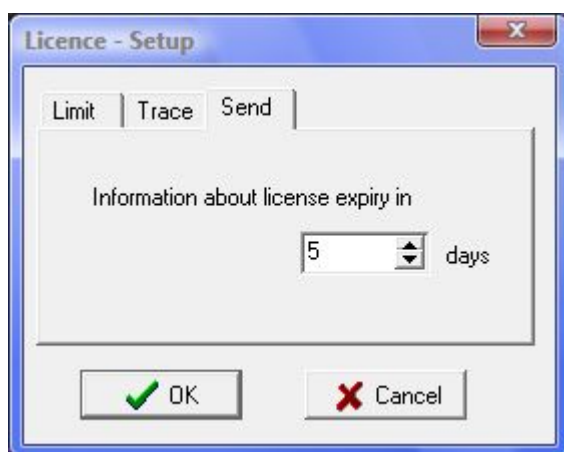 Licence - Setup
Limit Trace Send
Information about license expiry in
5 days
OK Cancel